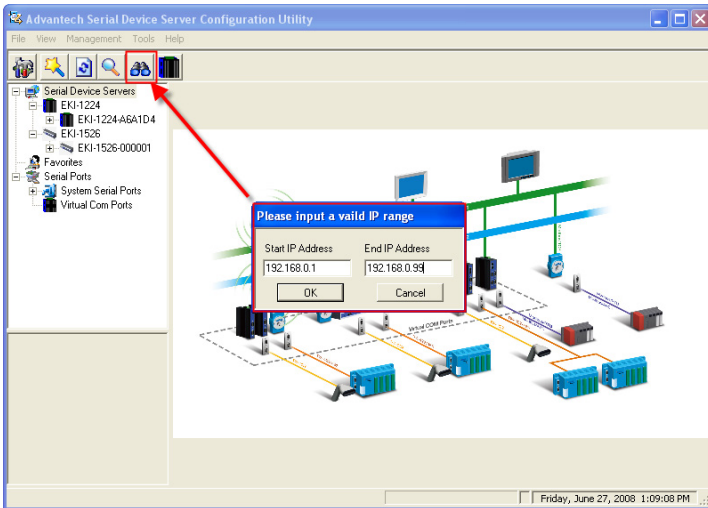 Advantech Serial Device Server Configuration Utility
File View Management Tools Help
Serial Device Servers
EKI-1224
EKI-1224-A6A1D4
EKI-1526
EKI-1526-000001
Favorites
Serial Ports
System Serial Ports
Virtual Com Ports
Please input a vaild IP range
Start IP Address End IP Address
192.168.0.1 192.168.0.99
OK Cancel
Virtual COM Ports
Friday, June 27, 2008 1:09:08 PM